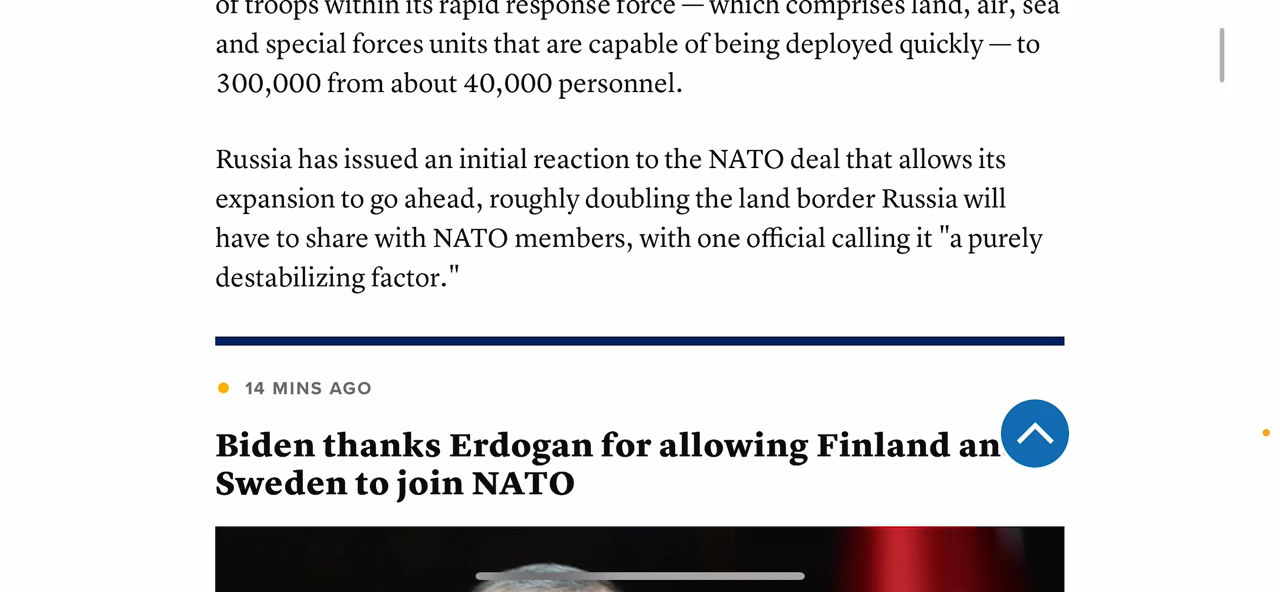 of troops within its rapid response force — which comprises land, air, sea
and special forces units that are capable of being deployed quickly — to
300,000 from about 40,000 personnel.
Russia has issued an initial reaction to the NATO deal that allows its
expansion to go ahead, roughly doubling the land border Russia will
have to share with NATO members, with one official calling it "a purely
destabilizing factor."
14 MINS AGO
Biden thanks Erdogan for allowing Finland an
Sweden to join NATO